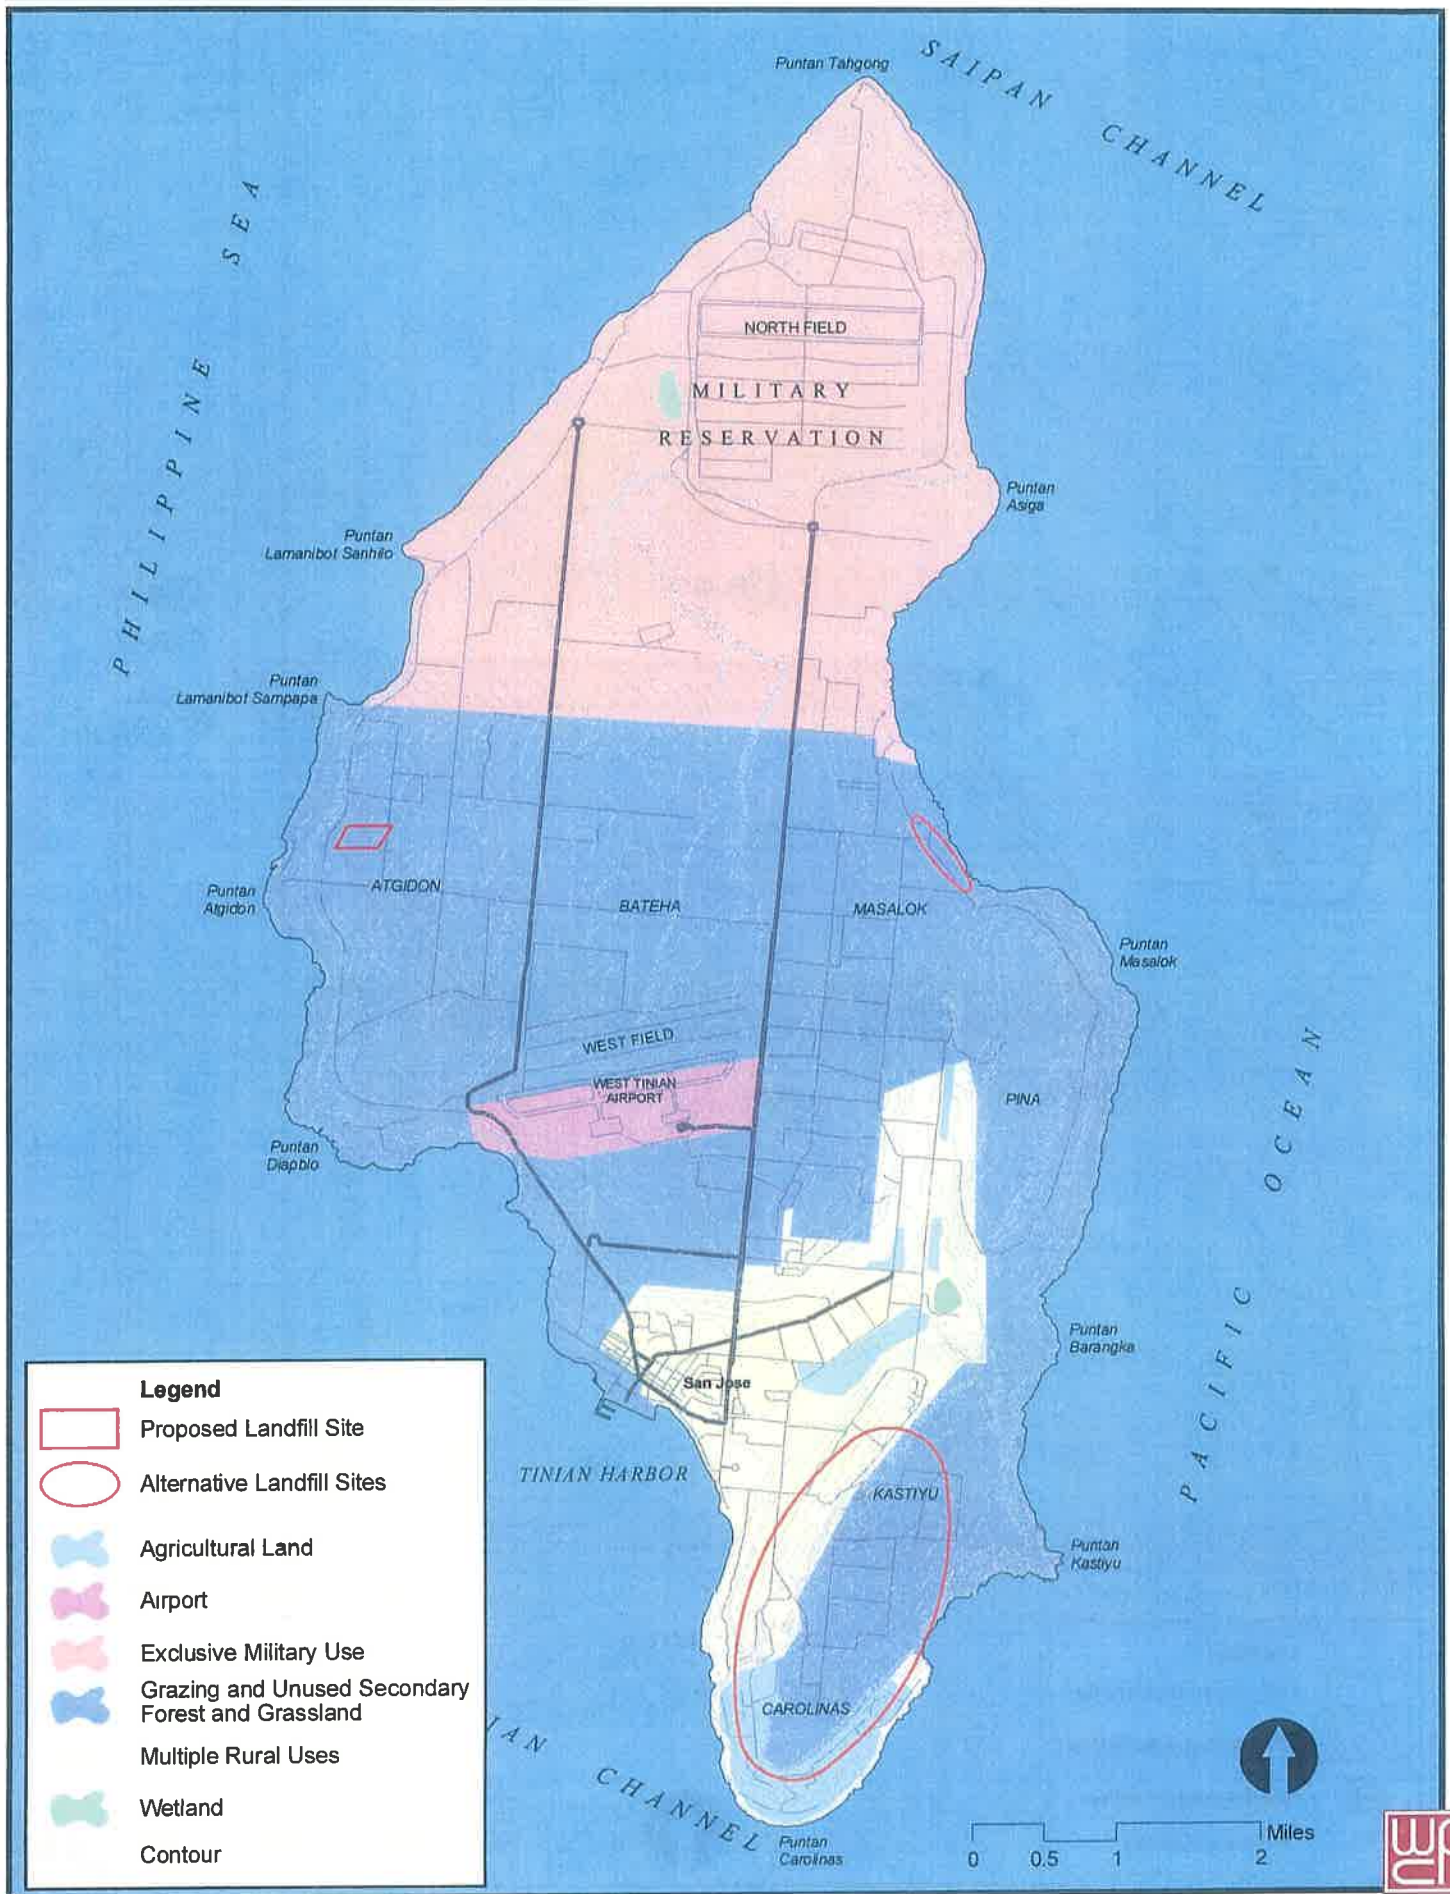 Puntan Tahgong
SAIPAN CHANNEL
PHILIPPINE SEA
NORTH FIELD
MILITARY
RESERVATION
Puntan
Asiga
Puntan
Lamanibot Sanhilo
Puntan
Lamanibot Sampapa
Puntan
Atgidon
ATGIDON
BATEHA
MASALOK
Puntan
Masalok
WEST FIELD
WEST TINIAN
AIRPORT
PINA
Puntan
Diapblo
PACIFIC OCEAN
Puntan
Barangka
San Jose
TINIAN HARBOR
KASTIYU
Puntan
Kastiyu
CAROLINAS
IAN CHANNEL
Puntan
Carolinas
Legend
Proposed Landfill Site
Alternative Landfill Sites
Agricultural Land
Airport
Exclusive Military Use
Grazing and Unused Secondary
Forest and Grassland
Multiple Rural Uses
Wetland
Contour
Miles
0 0.5 1 2